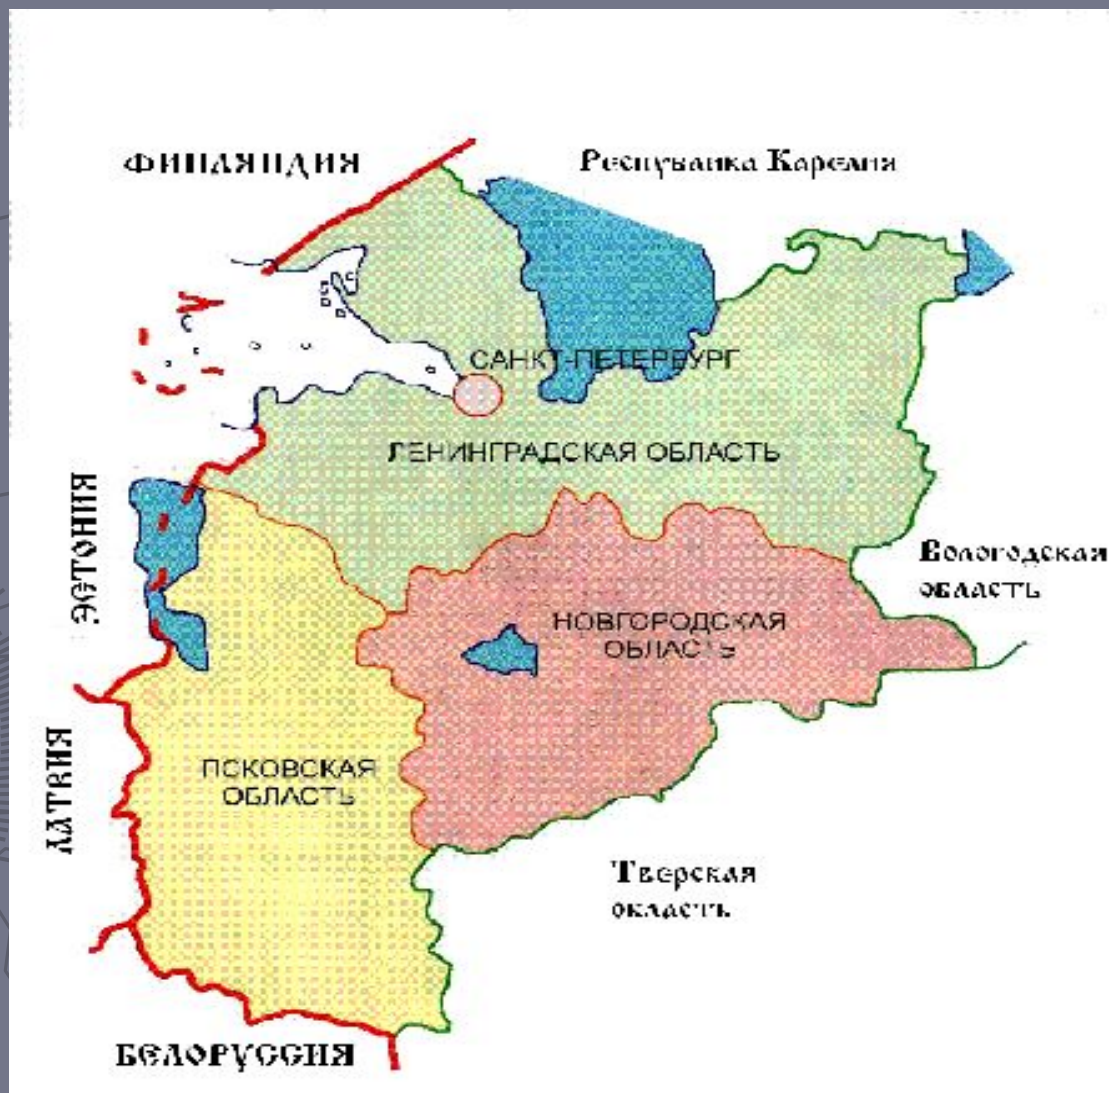 ФИНЛЯНДИЯ
Республика Карелия
САНКТ-ПЕТЕРБУРГ
ЛЕНИНГРАДСКАЯ ОБЛАСТЬ
ЭСТОНИЯ
Вологодская
область
НОВГОРОДСКАЯ
ОБЛАСТЬ
ЛАТВИЯ
ПСКОВСКАЯ
ОБЛАСТЬ
Тверская
область
БЕЛОРУССИЯ